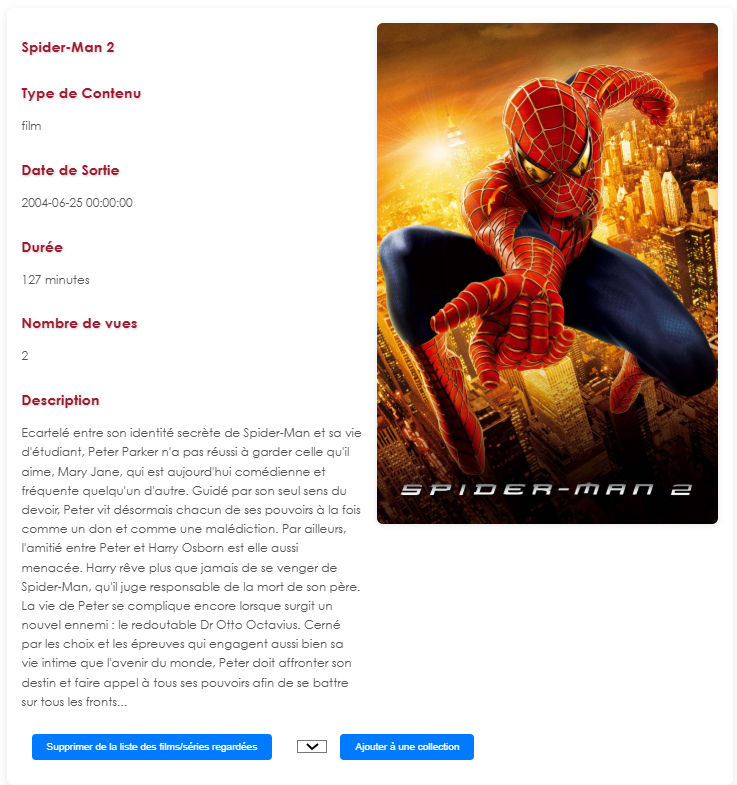 Spider-Man 2
Type de Contenu
film
Date de Sortie
2004-06-25 00:00:00
Durée
127 minutes
Nombre de vues
2
Description
Ecartelé entre son identité secrète de Spider-Man et sa vie
d'étudiant, Peter Parker n'a pas réussi à garder celle qu'il
aime, Mary Jane, qui est aujourd'hui comédienne et
fréquente quelqu'un d'autre. Guidé par son seul sens du
devoir, Peter vit désormais chacun de ses pouvoirs à la fois
comme un don et comme une malédiction. Par ailleurs,
l'amitié entre Peter et Harry Osborn est elle aussi
menacée. Harry rêve plus que jamais de se venger de
Spider-Man, qu'il juge responsable de la mort de son père.
La vie de Peter se complique encore lorsque surgit un
nouvel ennemi : le redoutable Dr Otto Octavius. Cerné
par les choix et les épreuves qui engagent aussi bien sa
vie intime que l'avenir du monde, Peter doit affronter son
destin et faire appel à tous ses pouvoirs afin de se battre
sur tous les fronts...
SPIDER-MAN 2
Supprimer de la liste des films/séries regardées
Ajouter à une collection